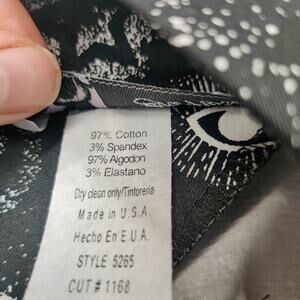 97% Cotton
3% Spandex
97% Algodon
3% Elastano
Dry clean only/Tintoreria
Made in U.S.A.
Hecho En E.U.A.
STYLE 5265
CUT # 1168